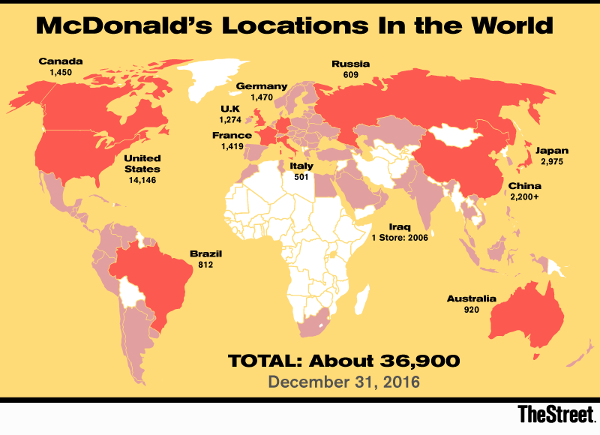 McDonald's Locations In the World
Canada
1,450
Russia
609
Germany
1,470
U.K
1,274
France
1,419
Japan
2,975
United
States
14,146
Italy
501
China
2,200+
Iraq
1 Store: 2006
Brazil
812
Australia
920
TOTAL: About 36,900
December 31, 2016
TheStreet.